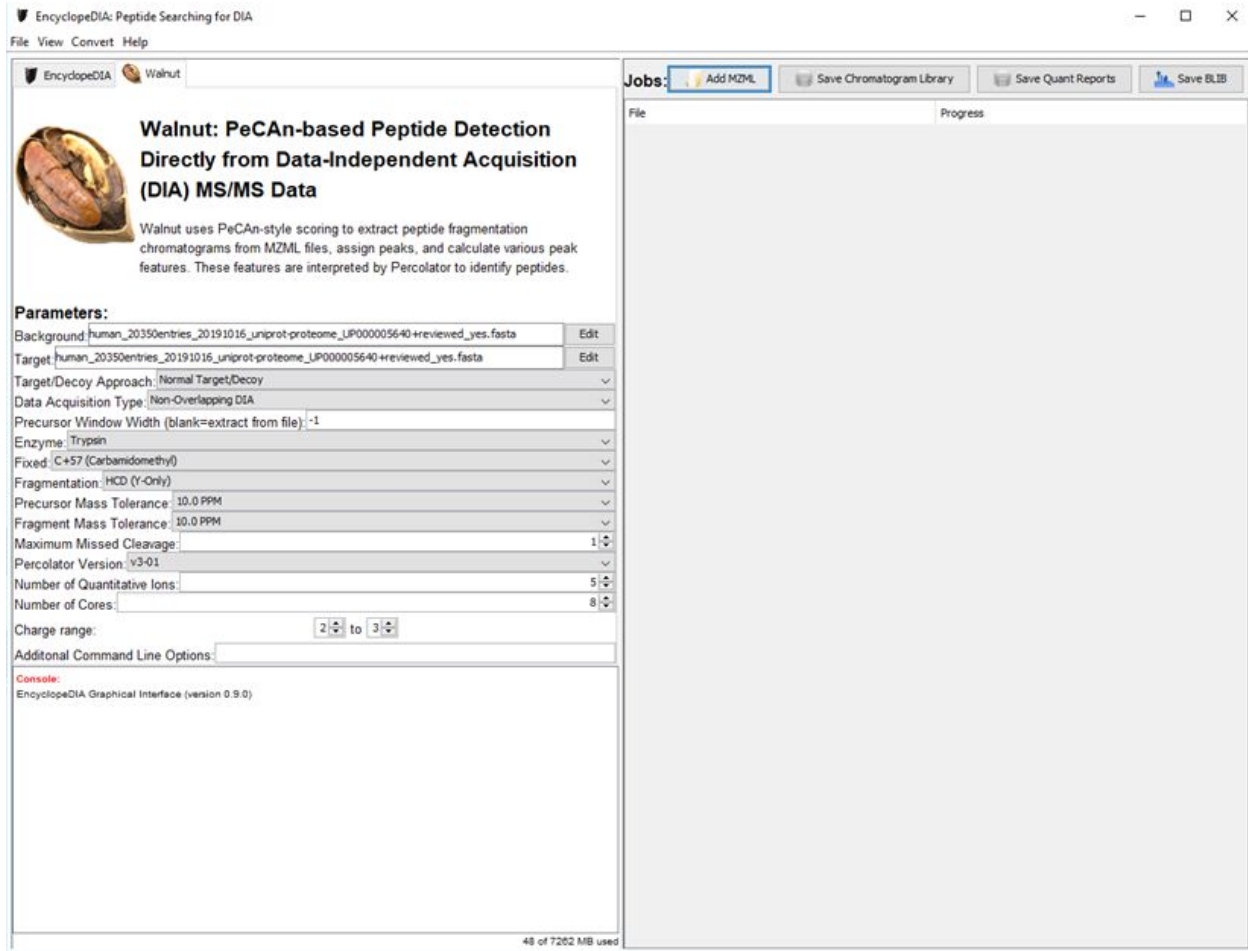 EncyclopeDIA: Peptide Searching for DIA
File View Convert Help
EncyclopeDIA Walnut
Walnut: PeCAn-based Peptide Detection
Directly from Data-Independent Acquisition
(DIA) MS/MS Data
Walnut uses PeCAn-style scoring to extract peptide fragmentation
chromatograms from MZML files, assign peaks, and calculate various peak
features. These features are interpreted by Percolator to identify peptides.
Parameters:
Background: human_20350entries_20191016_uniprot-proteome_UP000005640+reviewed_yes.fasta Edit
Target: human_20350entries_20191016_uniprot-proteome_UP000005640+reviewed_yes.fasta Edit
Target/Decoy Approach: Normal Target/Decoy
Data Acquisition Type: Non-Overlapping DIA
Precursor Window Width (blank=extract from file): -1
Enzyme: Trypsin
Fixed: C+57 (Carbamidomethyl)
Fragmentation: HCD (Y-Only)
Precursor Mass Tolerance: 10.0 PPM
Fragment Mass Tolerance: 10.0 PPM
Maximum Missed Cleavage: 1
Percolator Version: v3-01
Number of Quantitative Ions: 5
Number of Cores: 8
Charge range: 2 to 3
Additonal Command Line Options:
Console:
EncyclopeDIA Graphical Interface (version 0.9.0)
48 of 7262 MB used
Jobs: Add MZML Save Chromatogram Library Save Quant Reports Save BLIB
File Progress